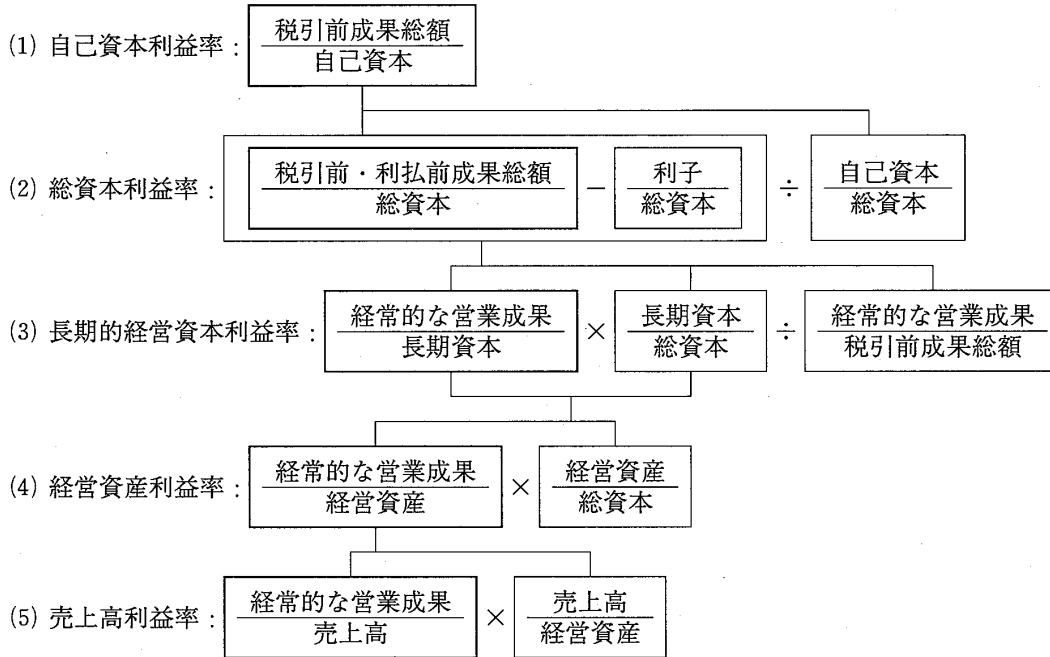 (1) 自己資本利益率: 税引前成果総額
自己資本
(2) 総資本利益率: 税引前・利払前成果総額 − 利子 ÷ 自己資本
総資本 総資本 総資本
(3) 長期的経営資本利益率: 経常的な営業成果 × 長期資本 ÷ 経常的な営業成果
長期資本 総資本 税引前成果総額
(4) 経営資産利益率: 経常的な営業成果 × 経営資産
経営資産 総資本
(5) 売上高利益率: 経常的な営業成果 × 売上高
売上高 経営資産